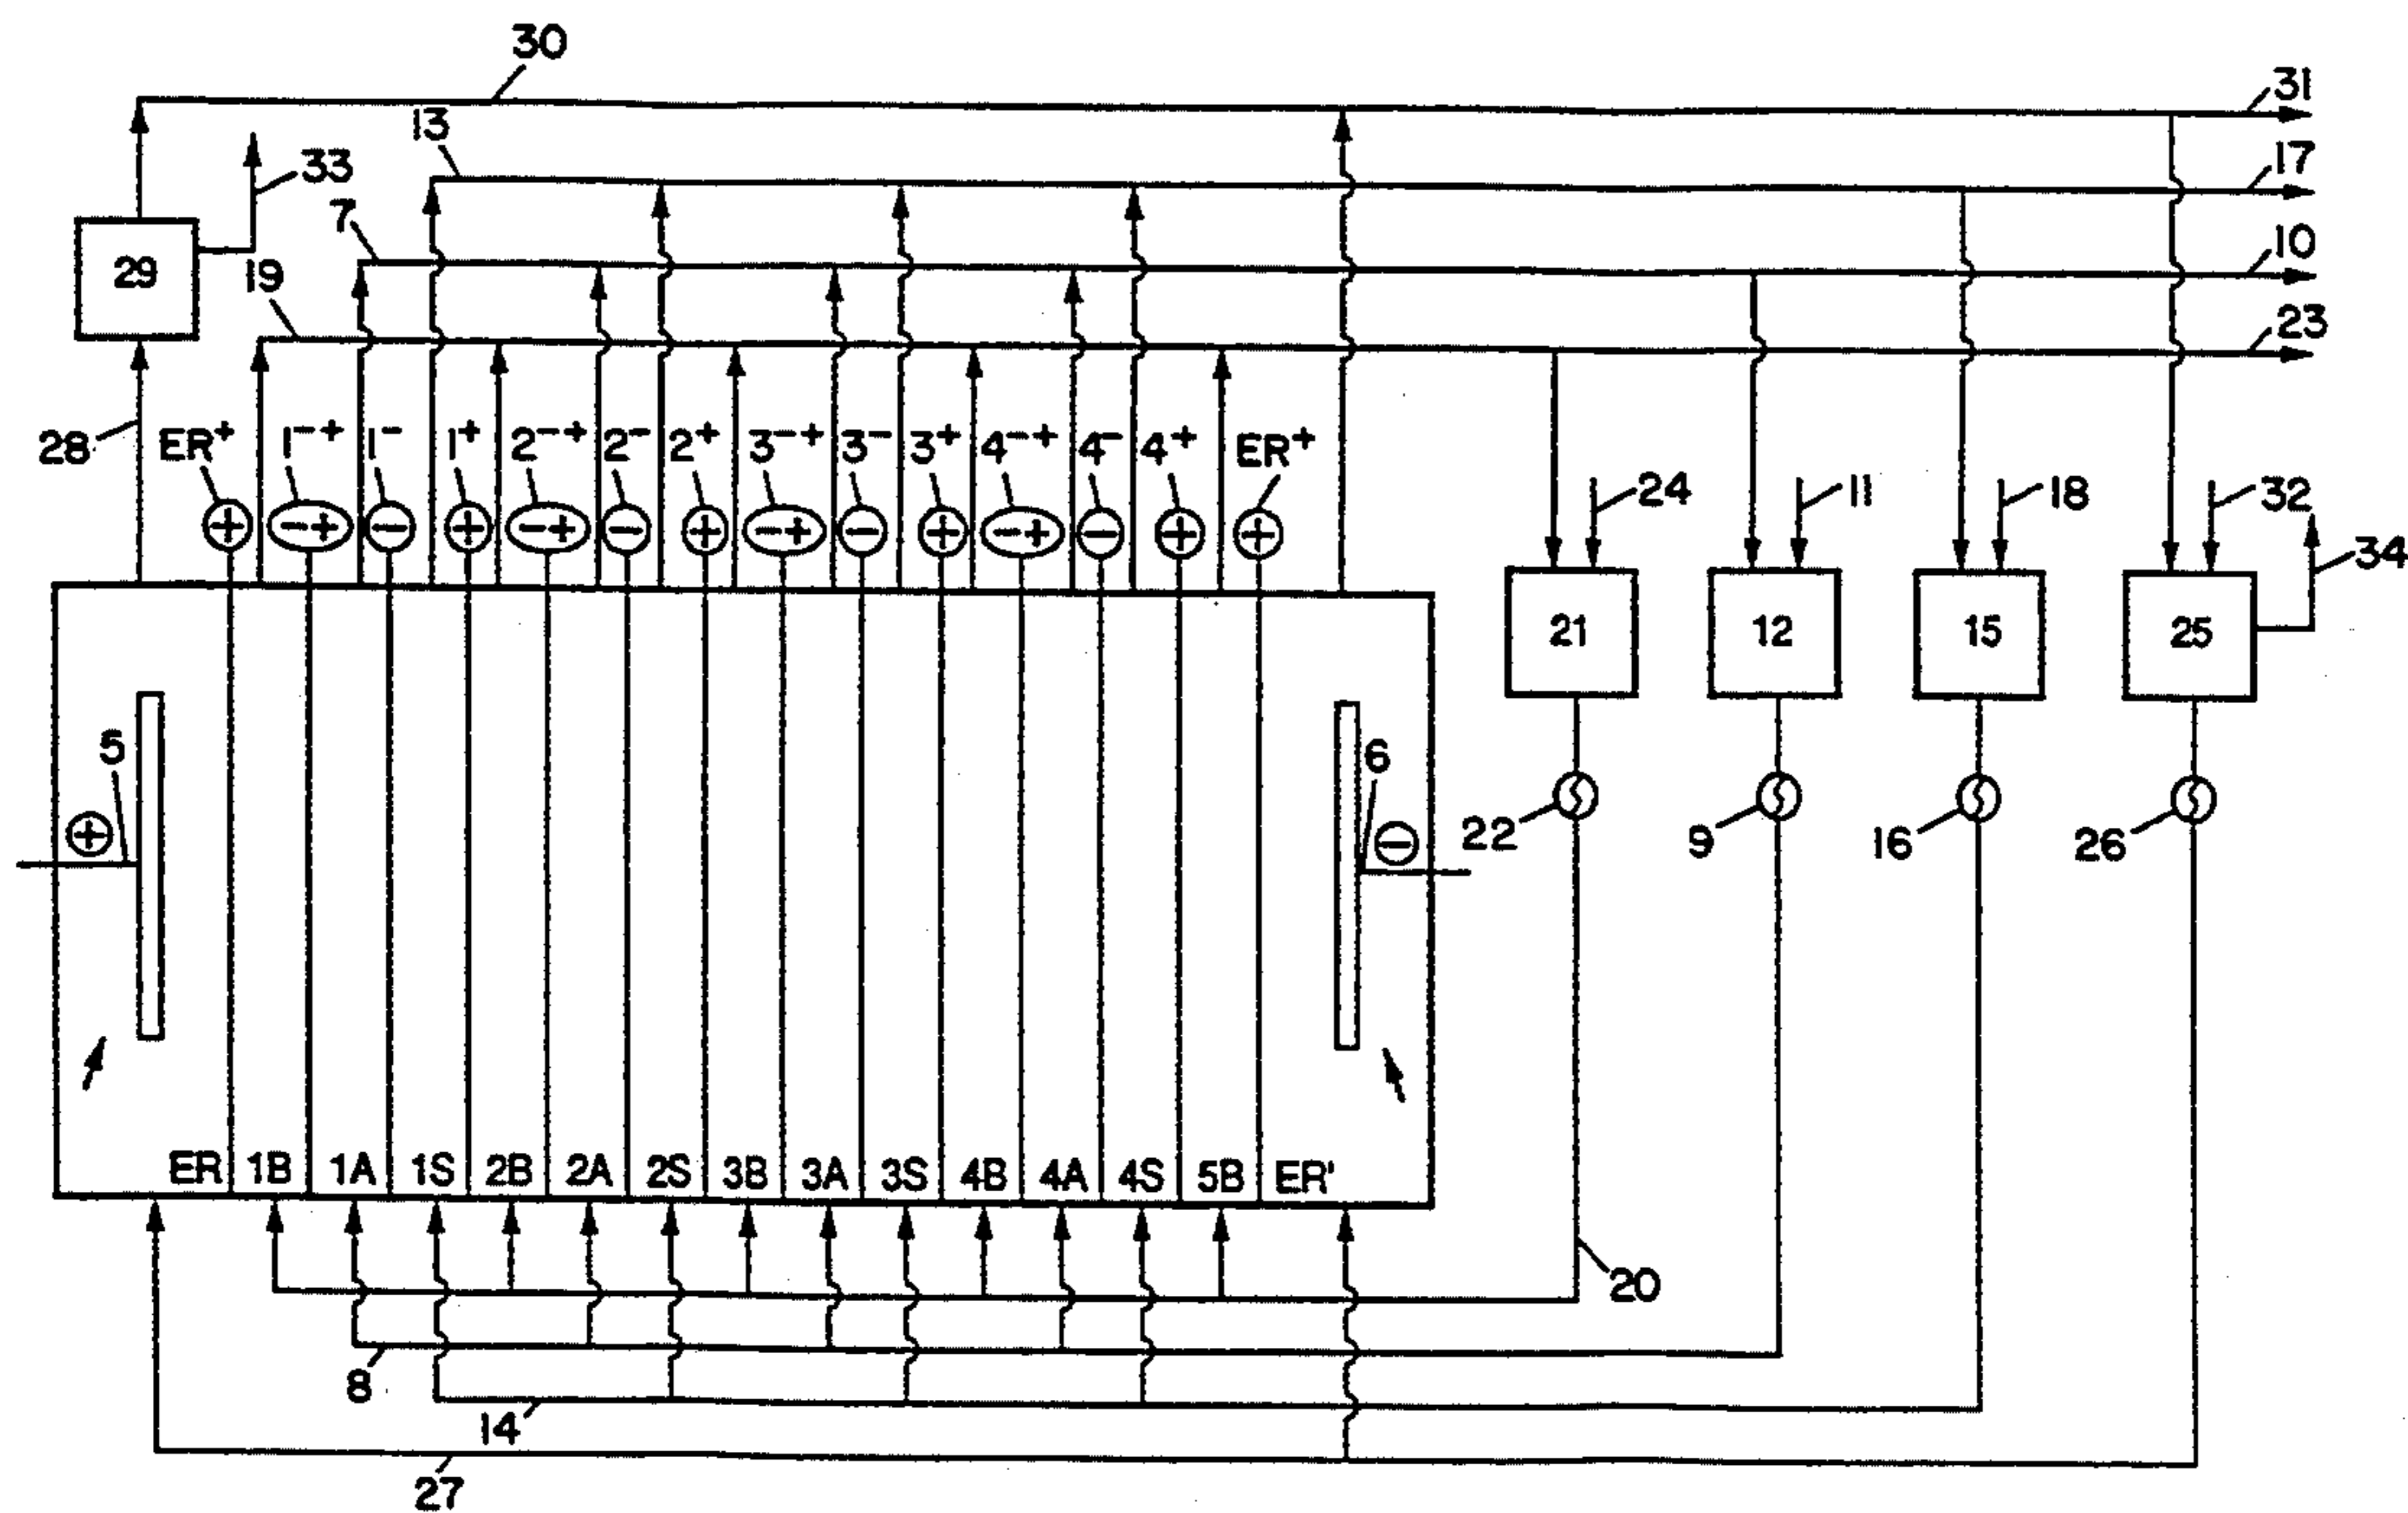 30
31
13
17
33
7
10
29
19
23
28 ER⁺ 1⁻⁺ 1⁻ 1⁺ 2⁻⁺ 2⁻ 2⁺ 3⁻⁺ 3⁻ 3⁺ 4⁻⁺ 4⁻ 4⁺ ER⁺
24 11 18 32
+ −+ − + −+ − + −+ − + −+ − + +
34
21 12 15 25
5 6
+ −
22 9 16 26
ER 1B 1A 1S 2B 2A 2S 3B 3A 3S 4B 4A 4S 5B ER'
20
8
14
27